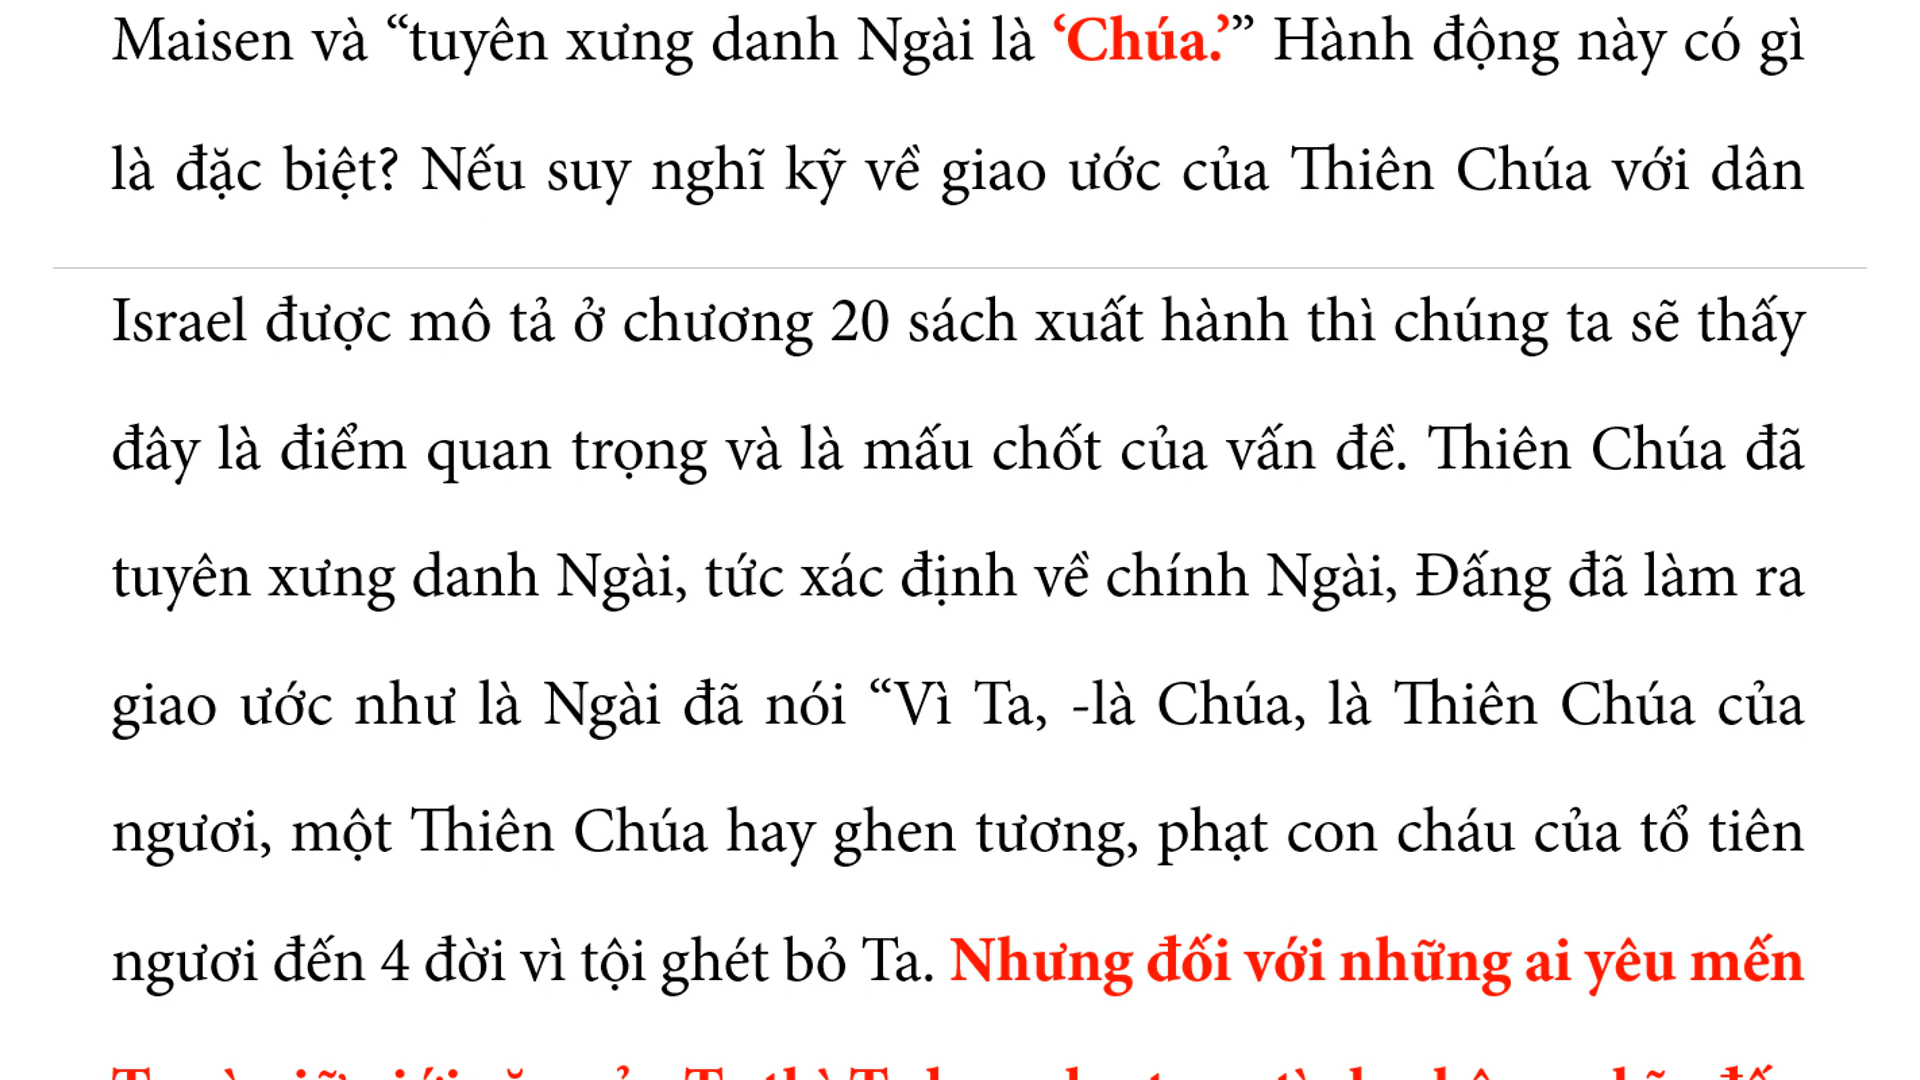 Maisen và “tuyên xưng danh Ngài là ‘Chúa.’” Hành động này có gì
là đặc biệt? Nếu suy nghĩ kỹ về giao ước của Thiên Chúa với dân
Israel được mô tả ở chương 20 sách xuất hành thì chúng ta sẽ thấy
đây là điểm quan trọng và là mấu chốt của vấn đề. Thiên Chúa đã
tuyên xưng danh Ngài, tức xác định về chính Ngài, Đấng đã làm ra
giao ước như là Ngài đã nói “Vì Ta, -là Chúa, là Thiên Chúa của
ngươi, một Thiên Chúa hay ghen tương, phạt con cháu của tổ tiên
ngươi đến 4 đời vì tội ghét bỏ Ta. Nhưng đối với những ai yêu mến